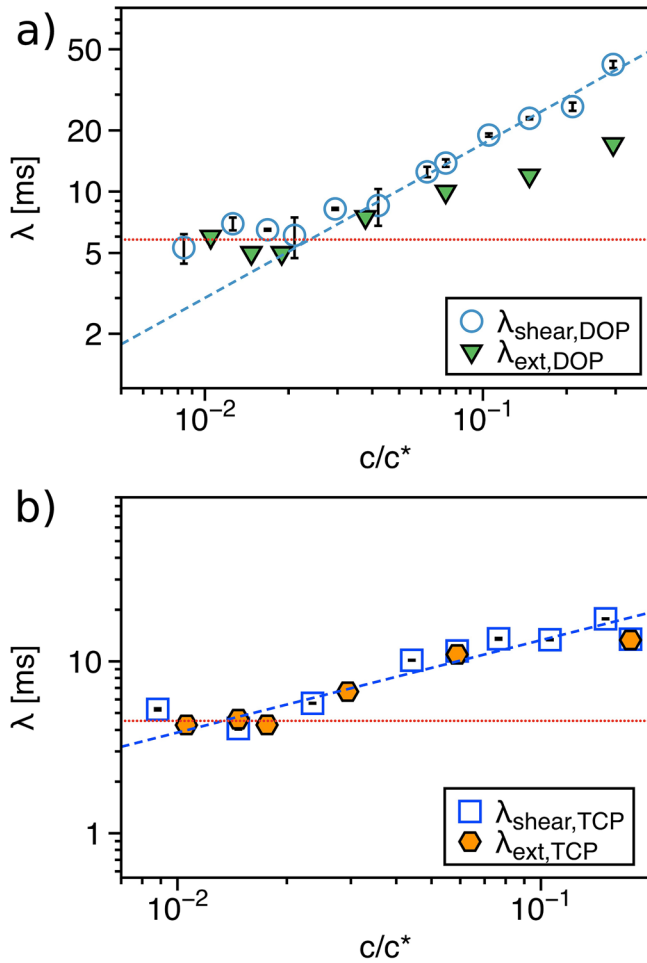 a)
50
20
10
5
2
λ [ms]
λshear,DOP
λext,DOP
10⁻² 10⁻¹
c/c*
b)
10
1
λ [ms]
λshear,TCP
λext,TCP
10⁻² 10⁻¹
c/c*